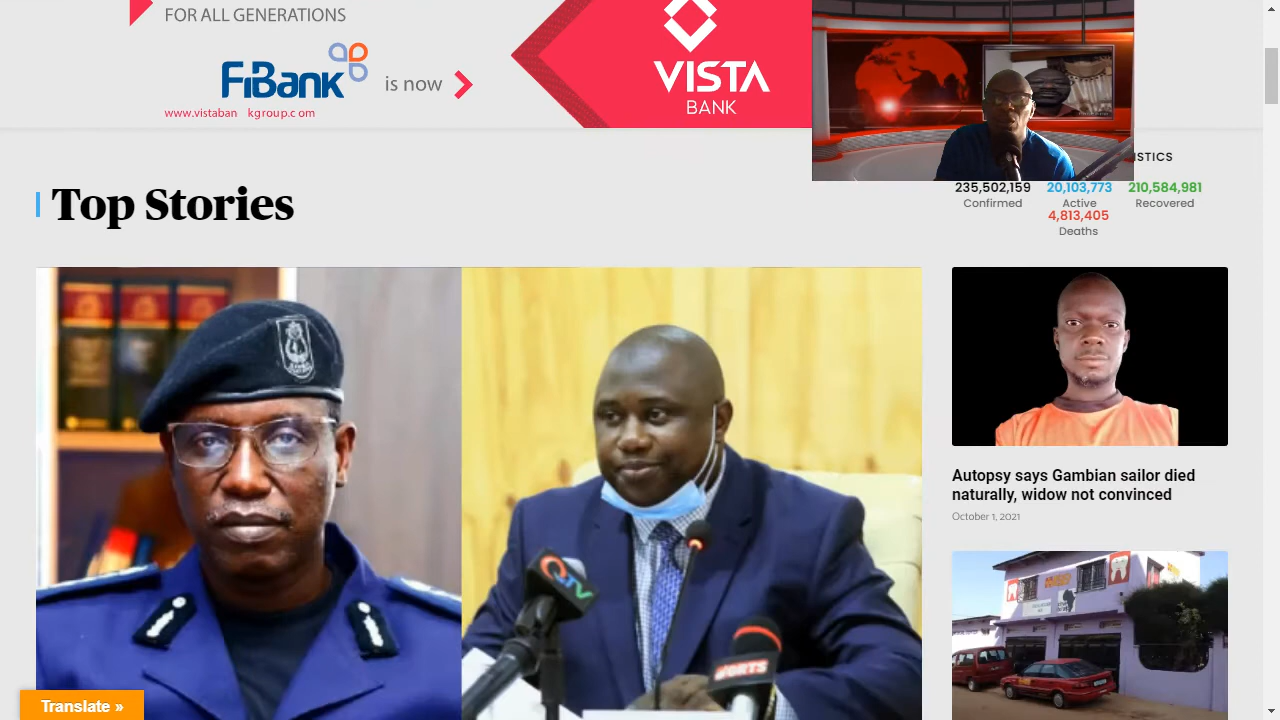 FOR ALL GENERATIONS
FiBank
is now
www.vistaban kgroup.c om
VISTA
BANK
ISTICS
235,502,159
Confirmed
20,103,773
Active
210,584,981
Recovered
4,813,405
Deaths
Top Stories
QTV
Autopsy says Gambian sailor died
naturally, widow not convinced
October 1, 2021
Translate »